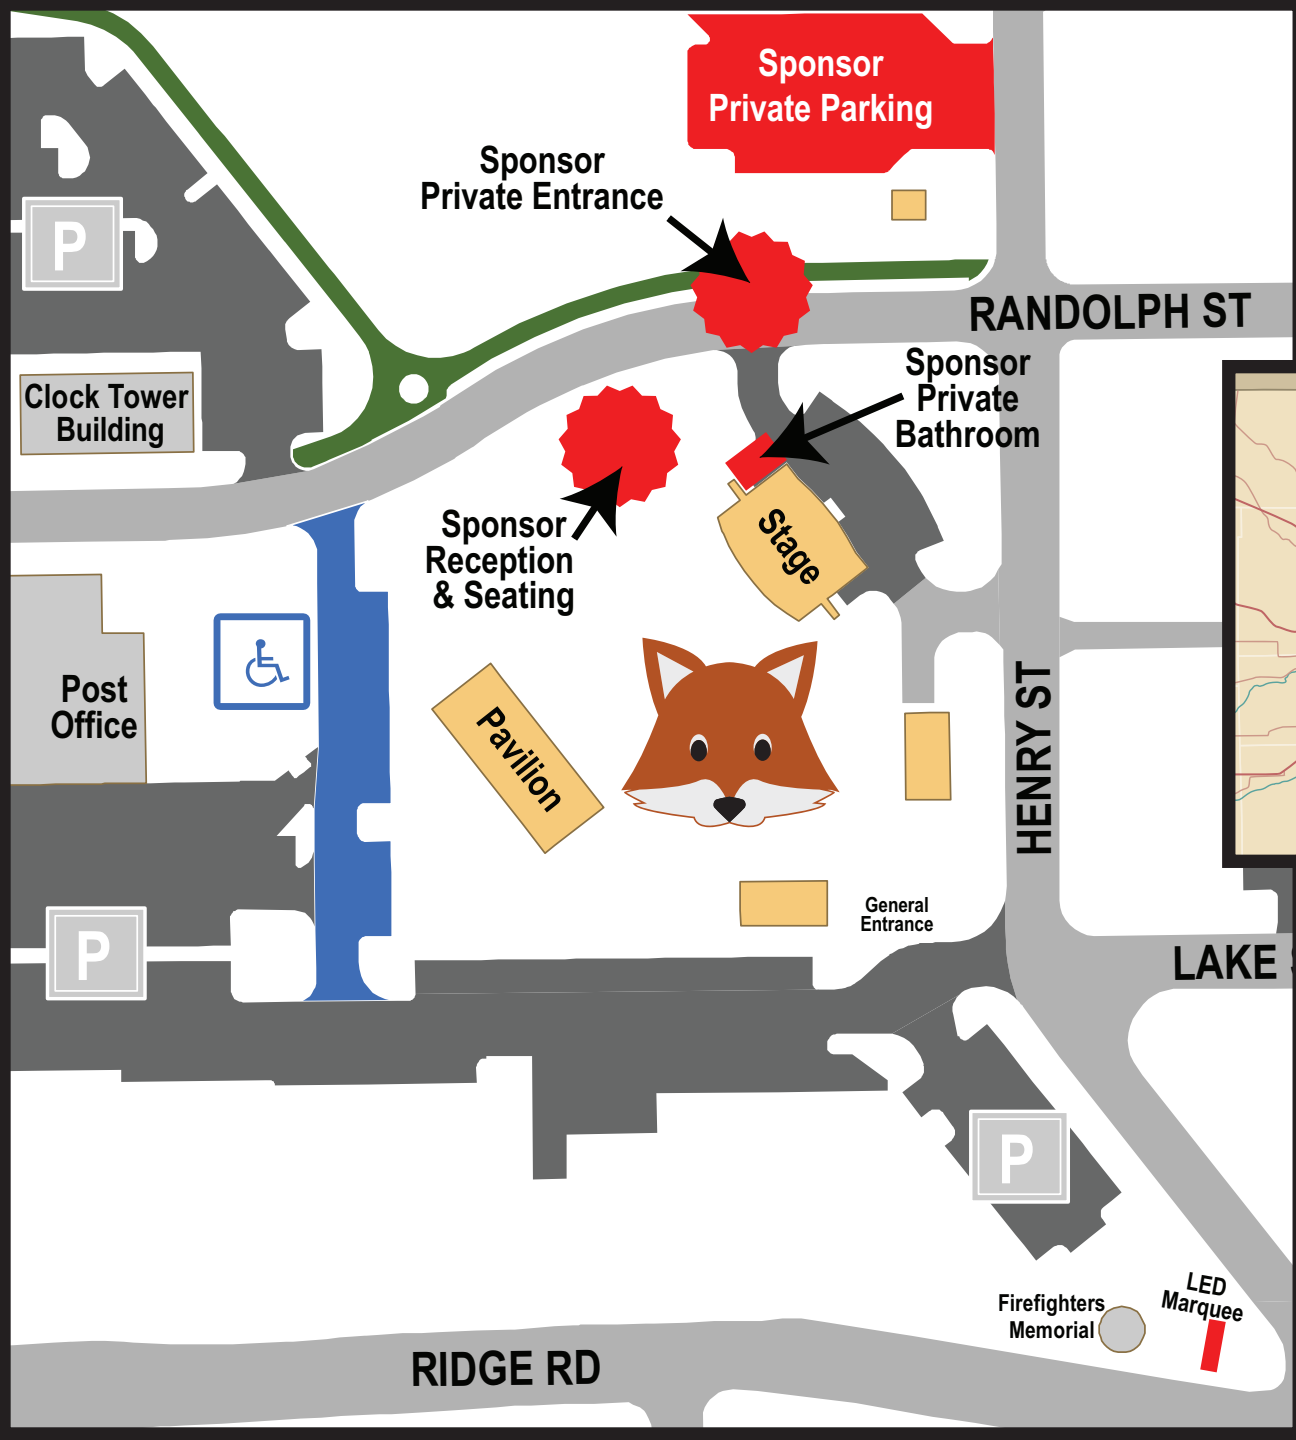 Sponsor
Private Parking
Sponsor
Private Entrance
P
RANDOLPH ST
Sponsor
Private
Bathroom
Clock Tower
Building
Sponsor
Reception
& Seating
Stage
Post
Office
Pavilion
HENRY ST
General
Entrance
P
LAKE
P
LED
Marquee
Firefighters
Memorial
RIDGE RD